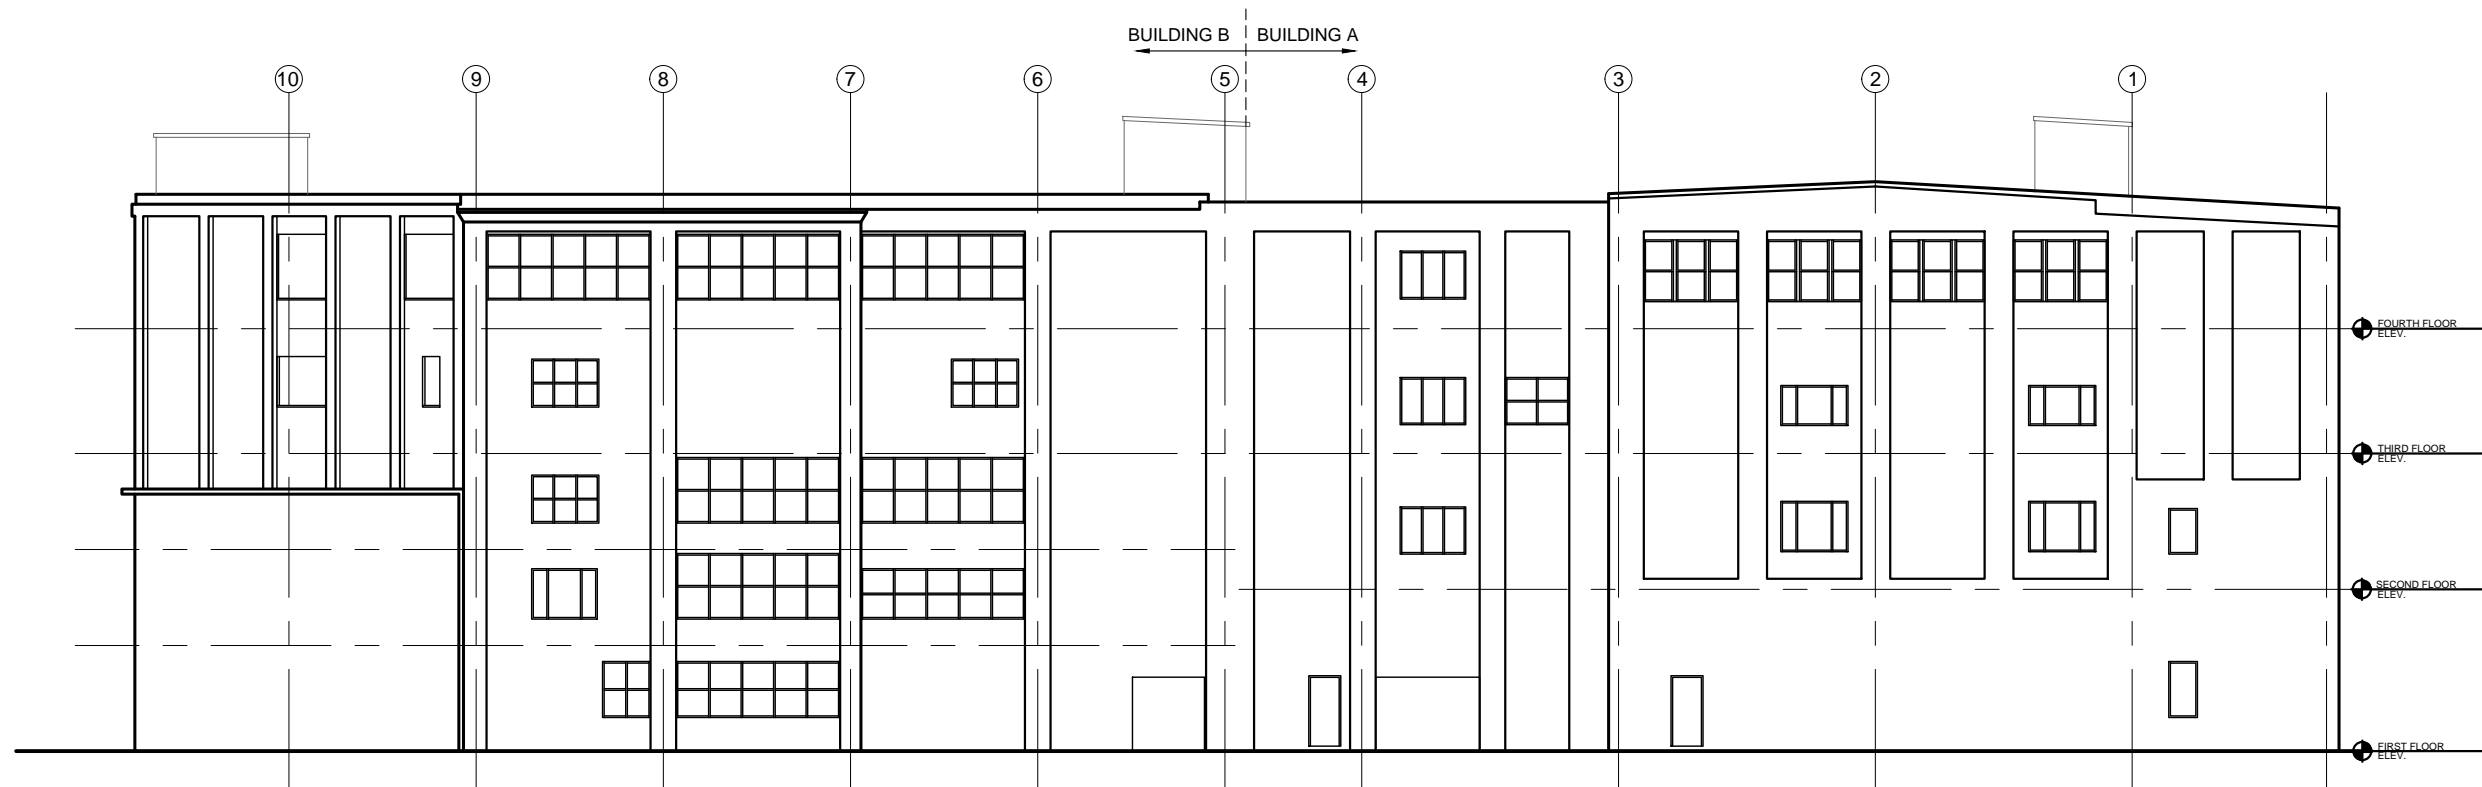 BUILDING B BUILDING A
10 9 8 7 6 5 4 3 2 1
FOURTH FLOOR
ELEV.
THIRD FLOOR
ELEV.
SECOND FLOOR
ELEV.
FIRST FLOOR
ELEV.